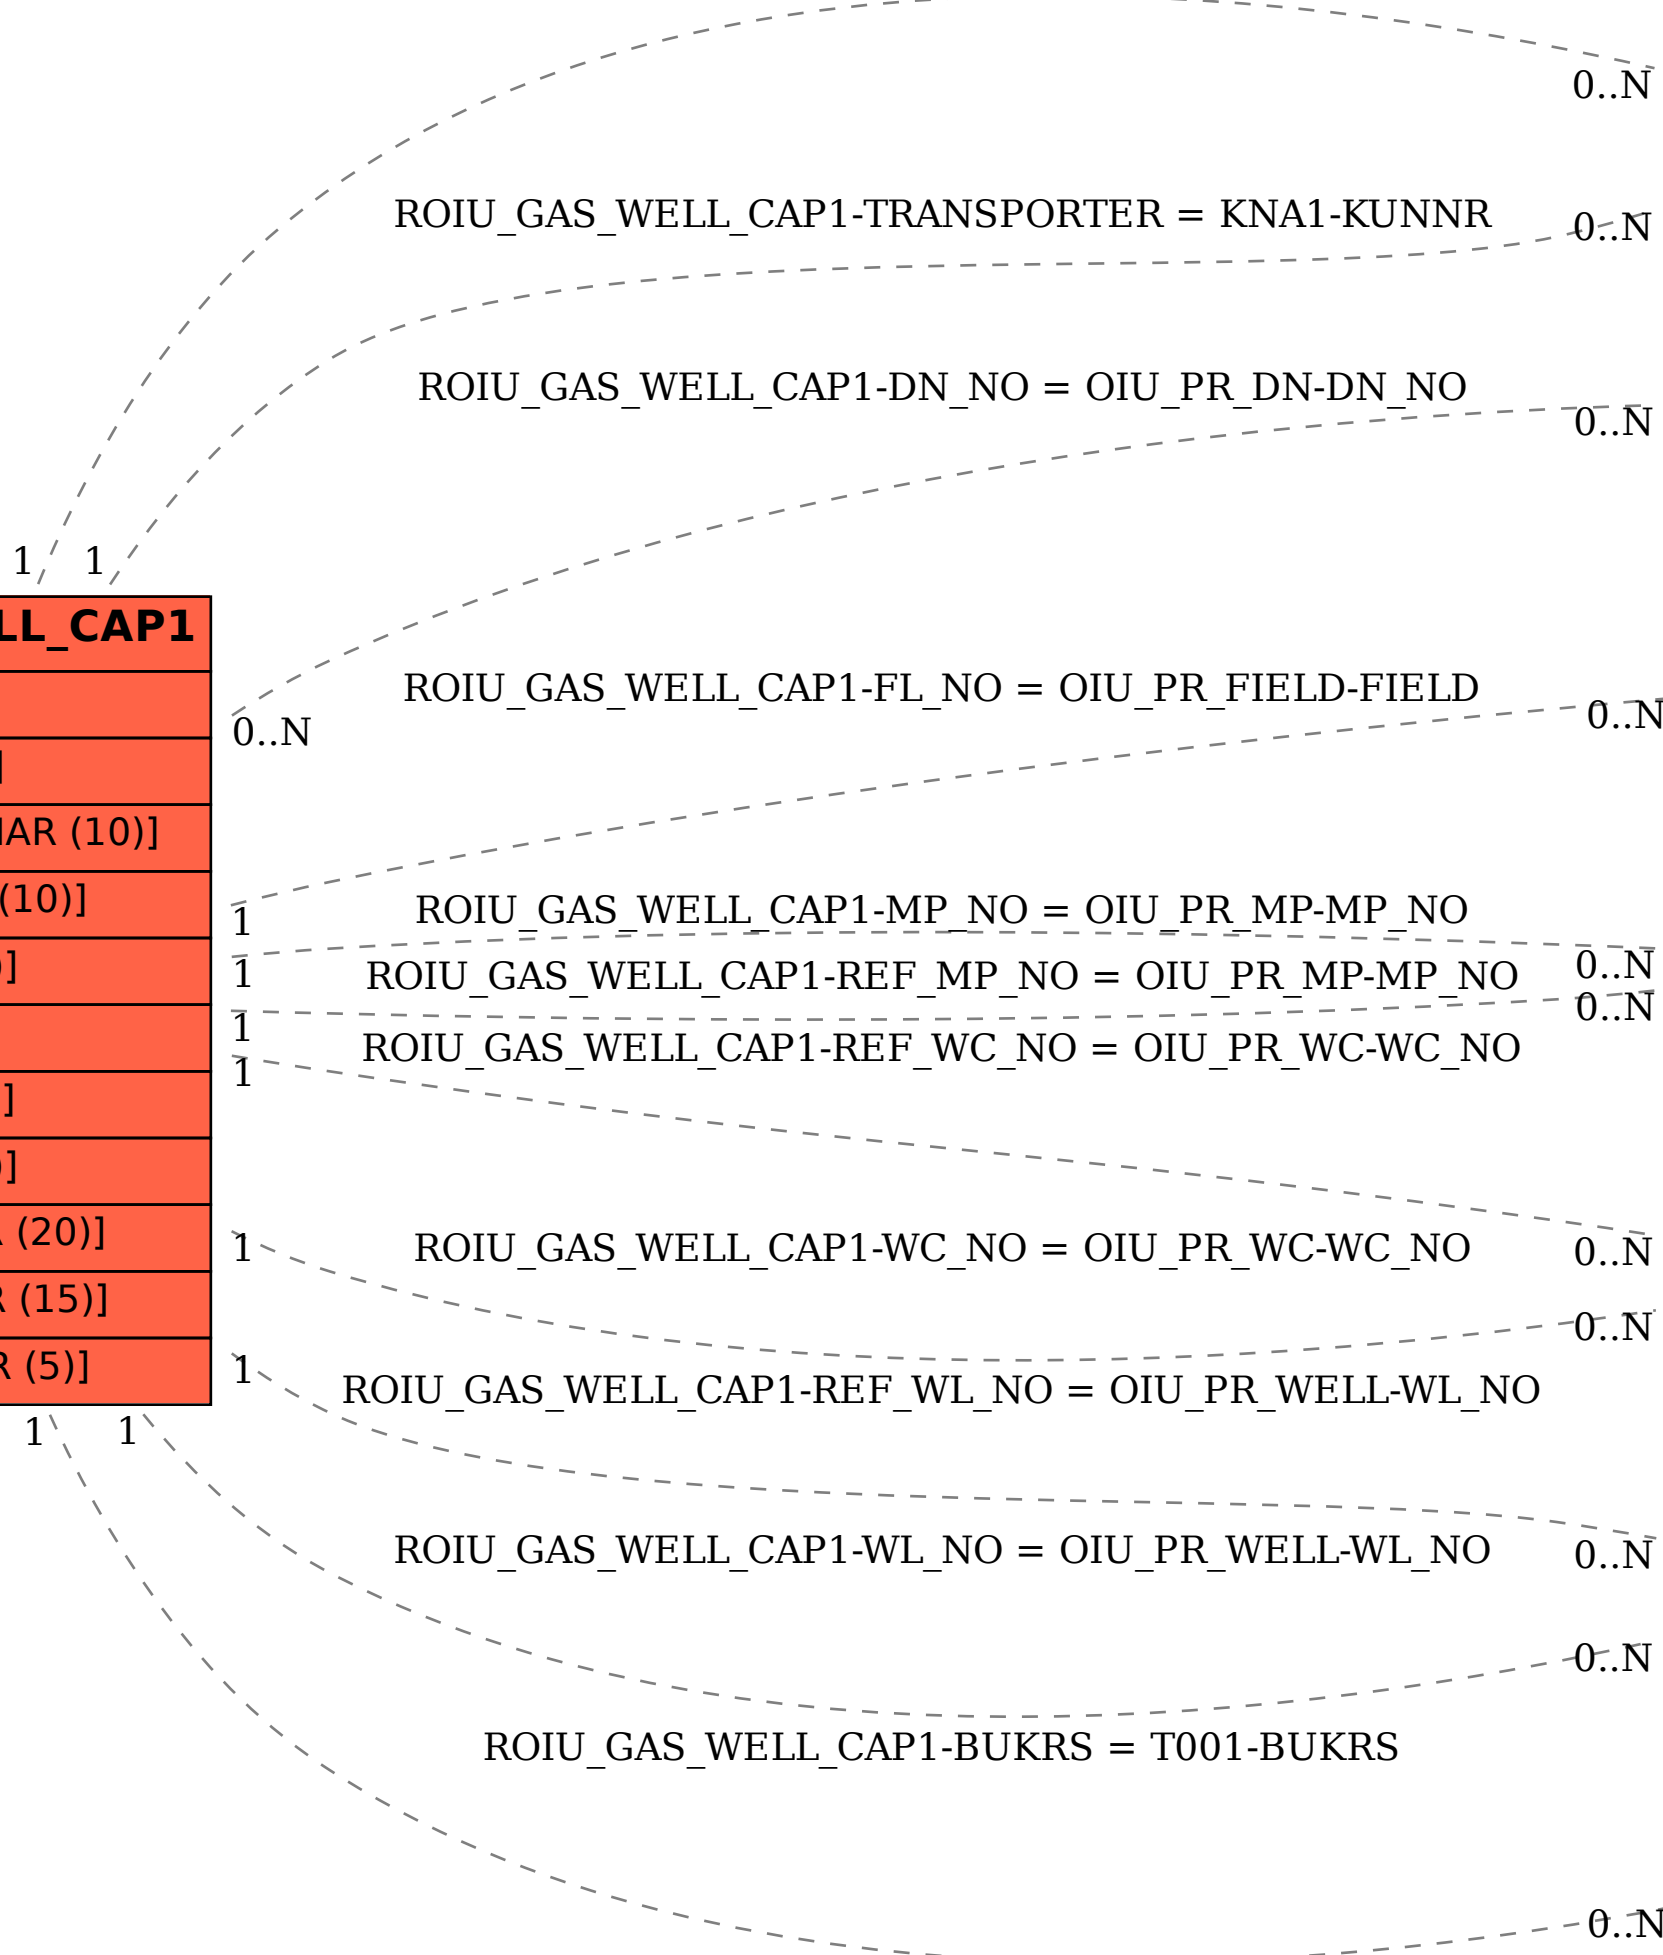 0..N
ROIU_GAS_WELL_CAP1-TRANSPORTER = KNA1-KUNNR
0..N
ROIU_GAS_WELL_CAP1-DN_NO = OIU_PR_DN-DN_NO
0..N
1 1
LL_CAP1
ROIU_GAS_WELL_CAP1-FL_NO = OIU_PR_FIELD-FIELD
0..N
0..N
]
HAR (10)]
(10)]
1
ROIU_GAS_WELL_CAP1-MP_NO = OIU_PR_MP-MP_NO
0..N
)]
1
ROIU_GAS_WELL_CAP1-REF_MP_NO = OIU_PR_MP-MP_NO
0..N
1
ROIU_GAS_WELL_CAP1-REF_WC_NO = OIU_PR_WC-WC_NO
1
]
)]
R (20)]
1
ROIU_GAS_WELL_CAP1-WC_NO = OIU_PR_WC-WC_NO
0..N
R (15)]
0..N
R (5)]
1
ROIU_GAS_WELL_CAP1-REF_WL_NO = OIU_PR_WELL-WL_NO
1 1
ROIU_GAS_WELL_CAP1-WL_NO = OIU_PR_WELL-WL_NO
0..N
0..N
ROIU_GAS_WELL_CAP1-BUKRS = T001-BUKRS
0..N